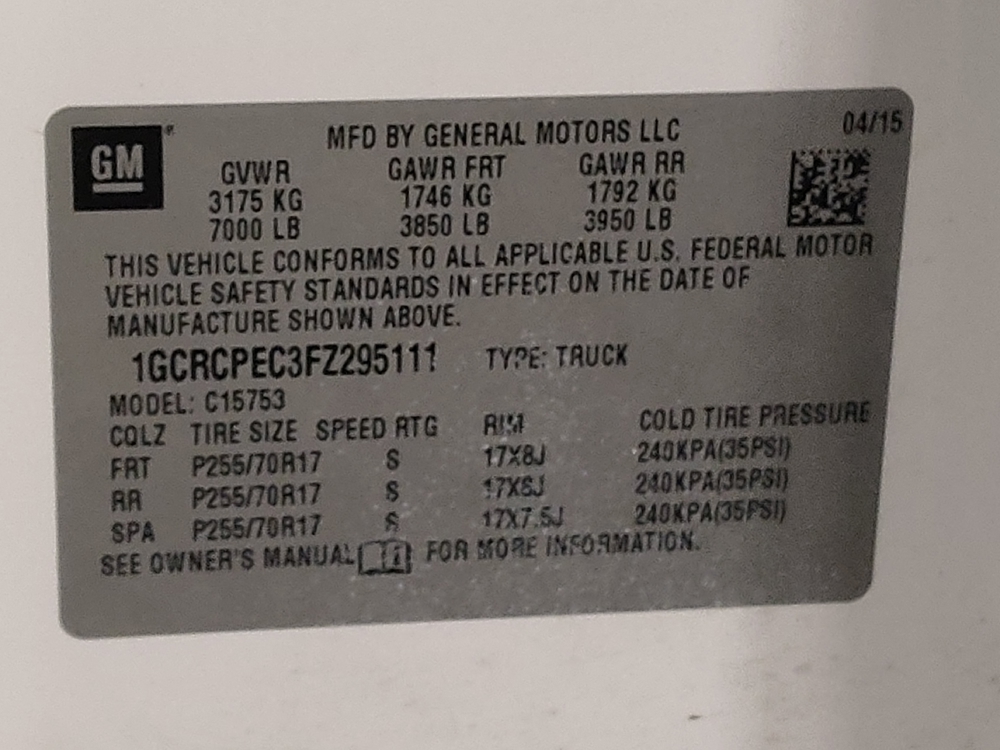 GM
MFD BY GENERAL MOTORS LLC 04/15
GVWR GAWR FRT GAWR RR
3175 KG 1746 KG 1792 KG
7000 LB 3850 LB 3950 LB
THIS VEHICLE CONFORMS TO ALL APPLICABLE U.S. FEDERAL MOTOR
VEHICLE SAFETY STANDARDS IN EFFECT ON THE DATE OF
MANUFACTURE SHOWN ABOVE.
1GCRCPEC3FZ295111 TYPE: TRUCK
MODEL: C15753
COLZ TIRE SIZE SPEED RTG RIM COLD TIRE PRESSURE
FRT P255/70R17 S 17X8J 240KPA(35PSI)
RR P255/70R17 S 17X8J 240KPA(35PSI)
SPA P255/70R17 S 17X7.5J 240KPA(35PSI)
SEE OWNER'S MANUAL FOR MORE INFORMATION.